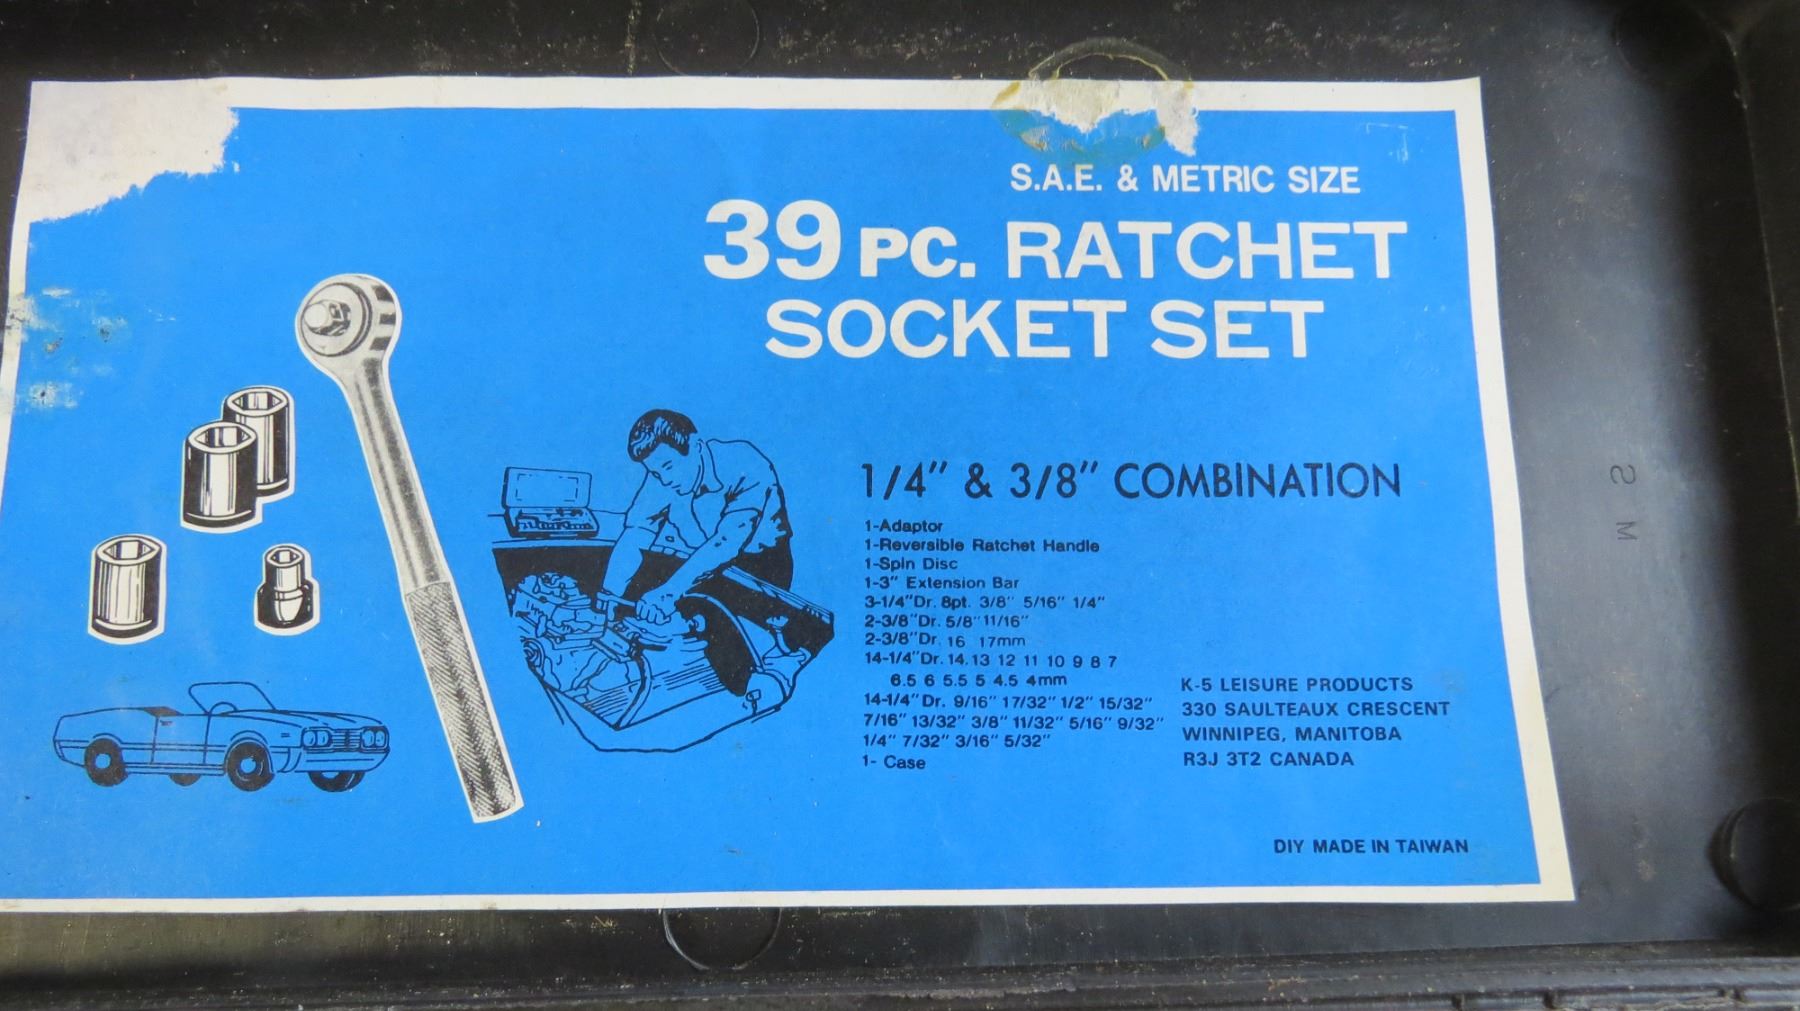 S.A.E. & METRIC SIZE
39 PC. RATCHET
SOCKET SET
1/4" & 3/8" COMBINATION
1-Adaptor
1-Reversible Ratchet Handle
1-Spin Disc
1-3" Extension Bar
3-1/4"Dr. 8pt. 3/8" 5/16" 1/4"
2-3/8"Dr. 5/8" 11/16"
2-3/8"Dr. 16 17mm
14-1/4"Dr. 14. 13 12 11 10 9 8 7
6.5 6 5.5 5 4.5 4mm
14-1/4" Dr. 9/16" 17/32" 1/2" 15/32"
7/16" 13/32" 3/8" 11/32" 5/16" 9/32"
1/4" 7/32" 3/16" 5/32"
1- Case
K-5 LEISURE PRODUCTS
330 SAULTEAUX CRESCENT
WINNIPEG, MANITOBA
R3J 3T2 CANADA
DIY MADE IN TAIWAN
S M